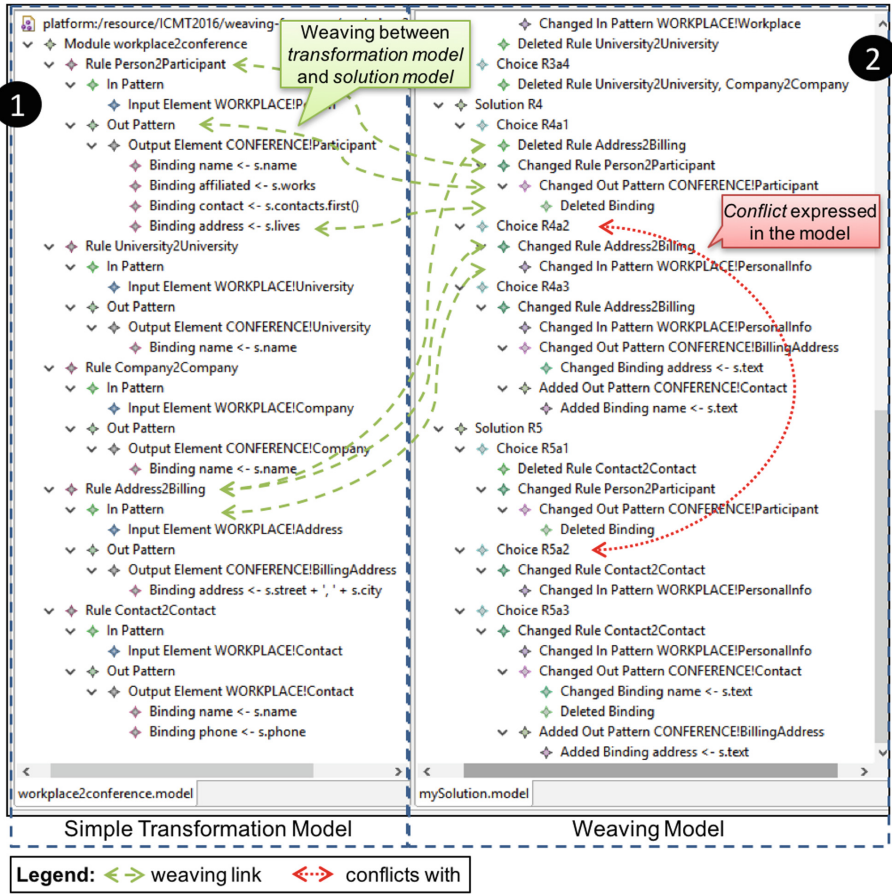 platform:/resource/ICMT2016/weaving-
Module workplace2conference
Rule Person2Participant
In Pattern
Input Element WORKPLACE!
Out Pattern
Output Element CONFERENCE!Participant
Binding name <- s.name
Binding affiliated <- s.works
Binding contact <- s.contacts.first()
Binding address <- s.lives
Rule University2University
In Pattern
Input Element WORKPLACE!University
Out Pattern
Output Element CONFERENCE!University
Binding name <- s.name
Rule Company2Company
In Pattern
Input Element WORKPLACE!Company
Out Pattern
Output Element CONFERENCE!Company
Binding name <- s.name
Rule Address2Billing
In Pattern
Input Element WORKPLACE!Address
Out Pattern
Output Element CONFERENCE!BillingAddress
Binding address <- s.street + ', ' + s.city
Rule Contact2Contact
In Pattern
Input Element WORKPLACE!Contact
Out Pattern
Output Element WORKPLACE!Contact
Binding name <- s.name
Binding phone <- s.phone
workplace2conference.model
Simple Transformation Model
1
Weaving between
transformation model
and solution model
Changed In Pattern WORKPLACE!Workplace
Deleted Rule University2University
Choice R3a4
Deleted Rule University2University, Company2Company
Solution R4
Choice R4a1
Deleted Rule Address2Billing
Changed Rule Person2Participant
Changed Out Pattern CONFERENCE!Participant
Deleted Binding
Choice R4a2
Changed Rule Address2Billing
Changed In Pattern WORKPLACE!PersonalInfo
Choice R4a3
Changed Rule Address2Billing
Changed In Pattern WORKPLACE!PersonalInfo
Changed Out Pattern CONFERENCE!BillingAddress
Changed Binding address <- s.text
Added Out Pattern CONFERENCE!Contact
Added Binding name <- s.text
Solution R5
Choice R5a1
Deleted Rule Contact2Contact
Changed Rule Person2Participant
Changed Out Pattern CONFERENCE!Participant
Deleted Binding
Choice R5a2
Changed Rule Contact2Contact
Changed In Pattern WORKPLACE!PersonalInfo
Choice R5a3
Changed Rule Contact2Contact
Changed In Pattern WORKPLACE!PersonalInfo
Changed Out Pattern CONFERENCE!Contact
Changed Binding name <- s.text
Deleted Binding
Added Out Pattern CONFERENCE!BillingAddress
Added Binding address <- s.text
mySolution.model
Weaving Model
2
Conflict expressed
in the model
Legend: weaving link conflicts with